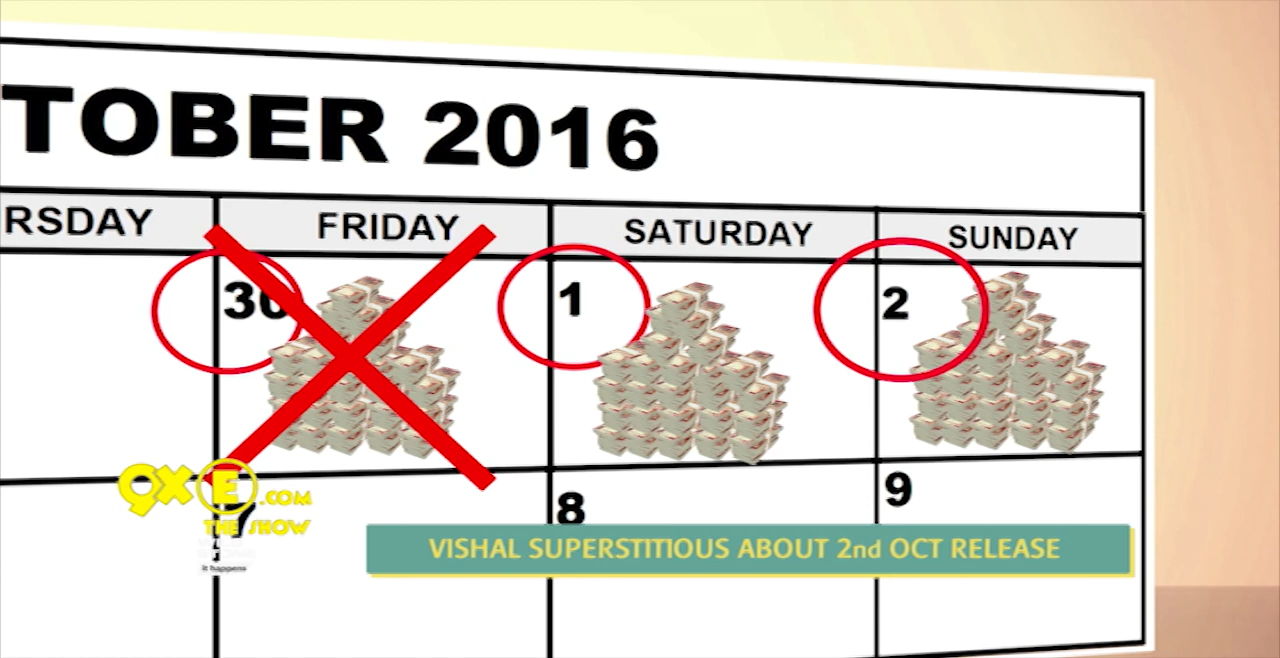 TOBER 2016
RSDAY FRIDAY SATURDAY SUNDAY
30 1 2
7 8 9
9XE.COM
THE SHOW
it happens
VISHAL SUPERSTITIOUS ABOUT 2nd OCT RELEASE